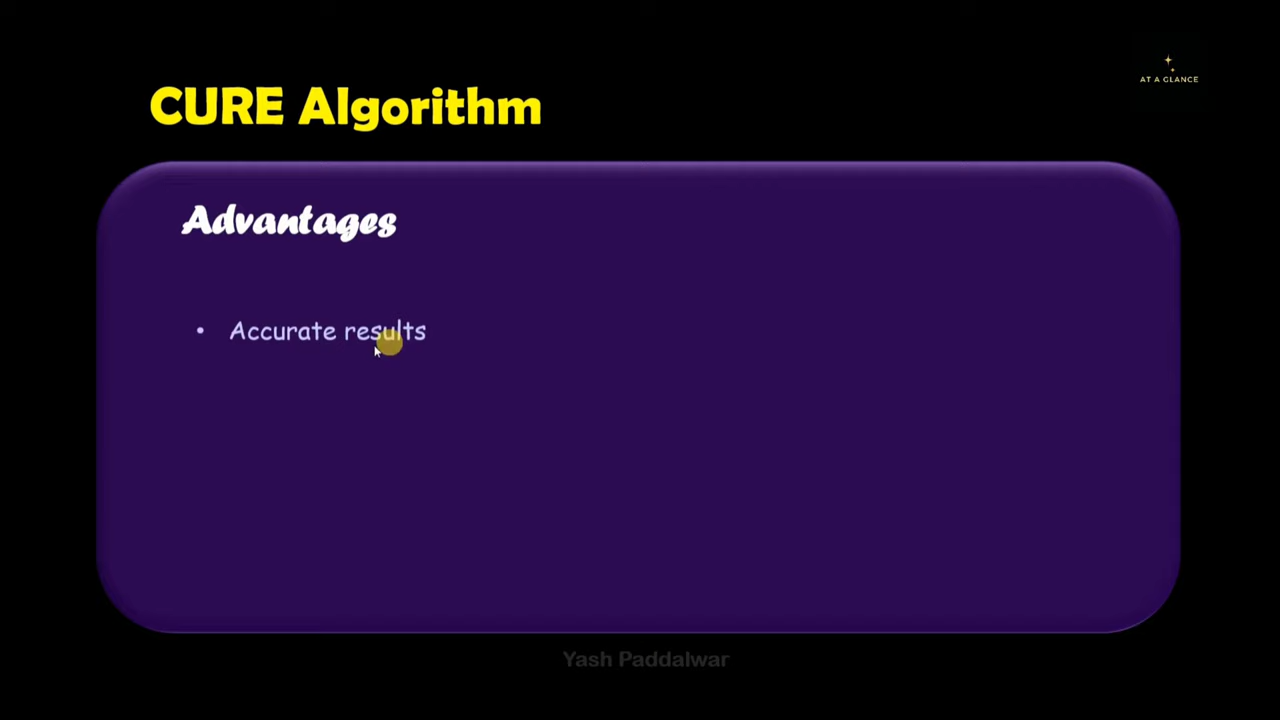 AT A GLANCE
CURE Algorithm
Advantages
• Accurate results
Yash Paddalwar